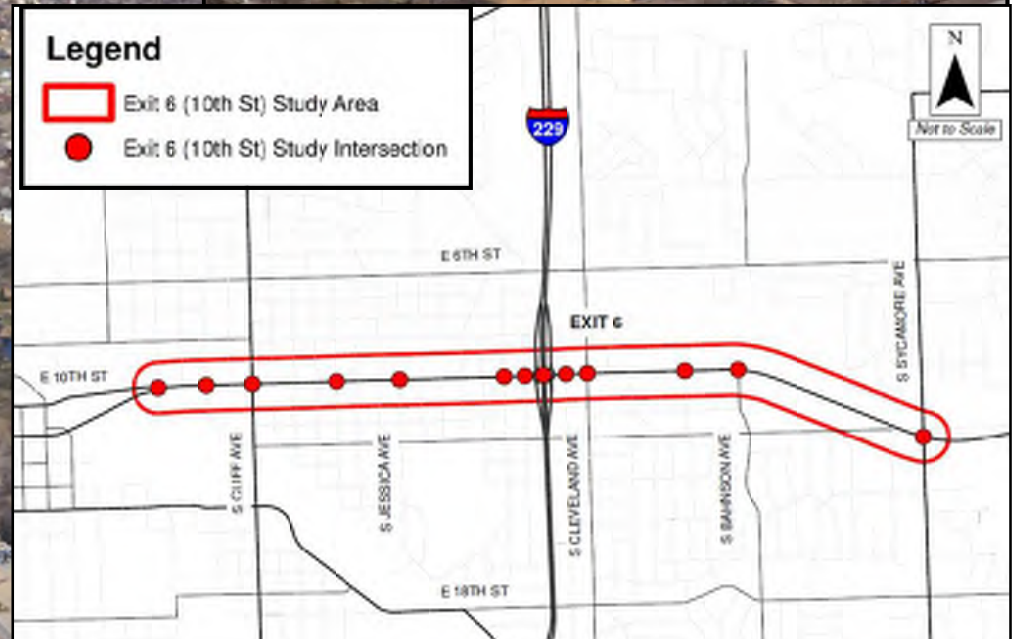 Legend
Exit 6 (10th St) Study Area
Exit 6 (10th St) Study Intersection
N
Not to Scale
229
E 6TH ST
EXIT 6
S SYCAMORE AVE
E 10TH ST
S CLIFF AVE
S JESSICA AVE
S CLEVELAND AVE
S BAHNSON AVE
E 18TH ST